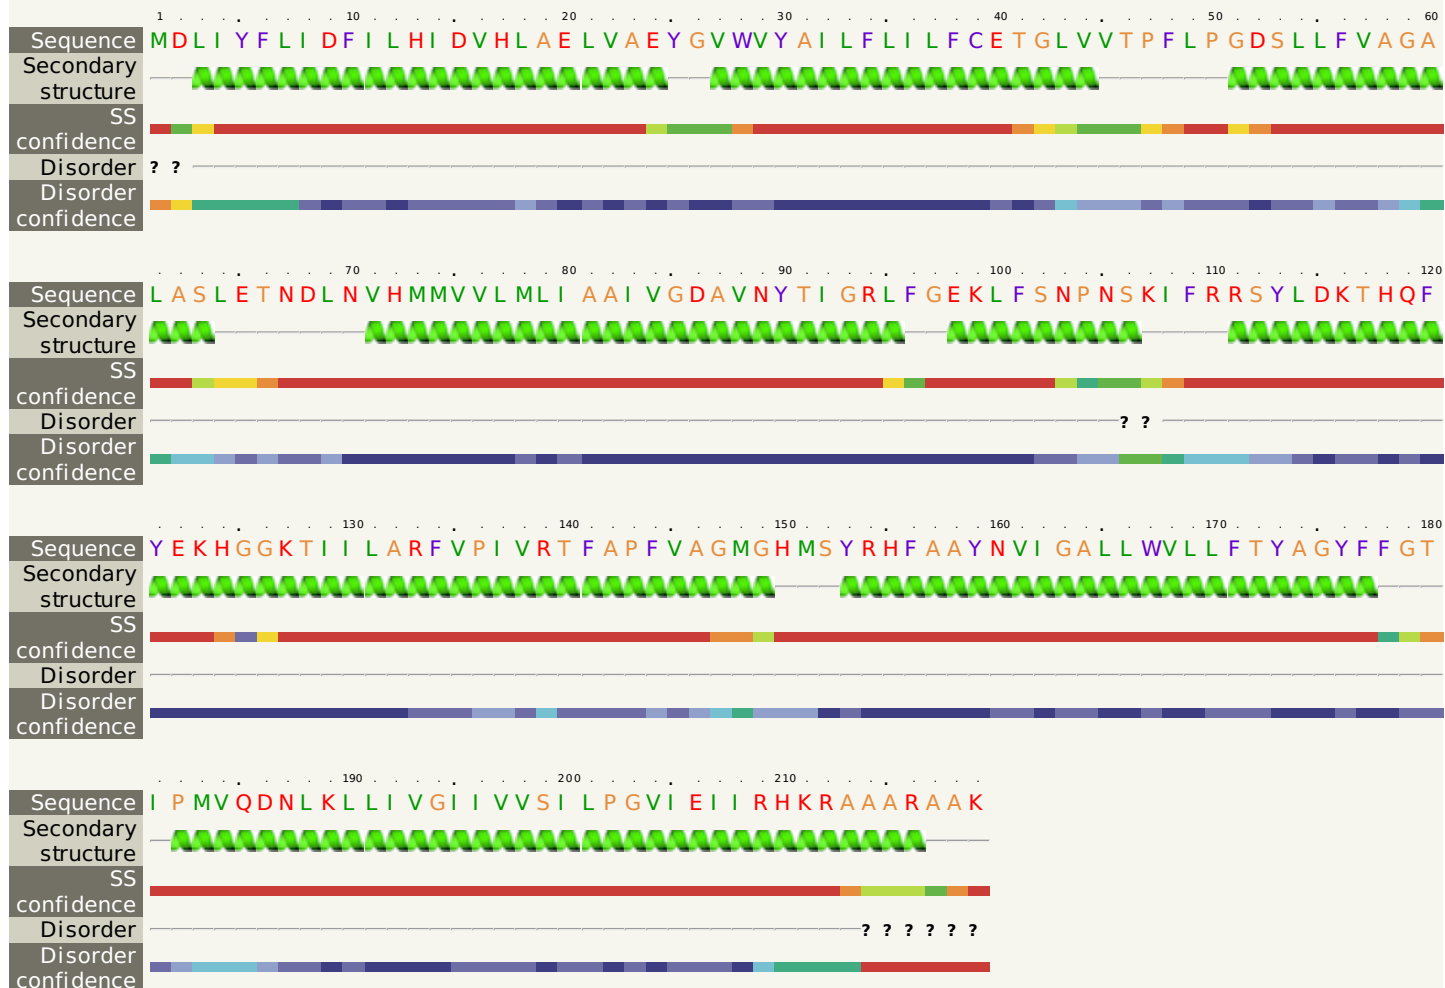 1 10 20 30 40 50 60
Sequence MDLIYFLIDFILHIDVHLAELVAEYGVWVYAILFLILFCETGLVVTPFLPGDSLLFVAGA
Secondary
structure
SS
confidence
Disorder ? ?
Disorder
confidence
70 80 90 100 110 120
Sequence LASLETNDLNVHMMVVLMLIAAIVGDAVNYTIGRLFGEKLFSNPNSKIFRRSYLDKTHQF
Secondary
structure
SS
confidence
Disorder ? ?
Disorder
confidence
130 140 150 160 170 180
Sequence YEKHGGKTIILARFVPIVRTFAPFVAGMGHMSYRHFAAYNVIGALLWVLLFTYAGYFFGT
Secondary
structure
SS
confidence
Disorder
Disorder
confidence
190 200 210
Sequence IPMVQDNLKLLIVGIIVVSILPGVIEIIRHKRAAARAAK
Secondary
structure
SS
confidence
Disorder ? ? ? ? ? ?
Disorder
confidence